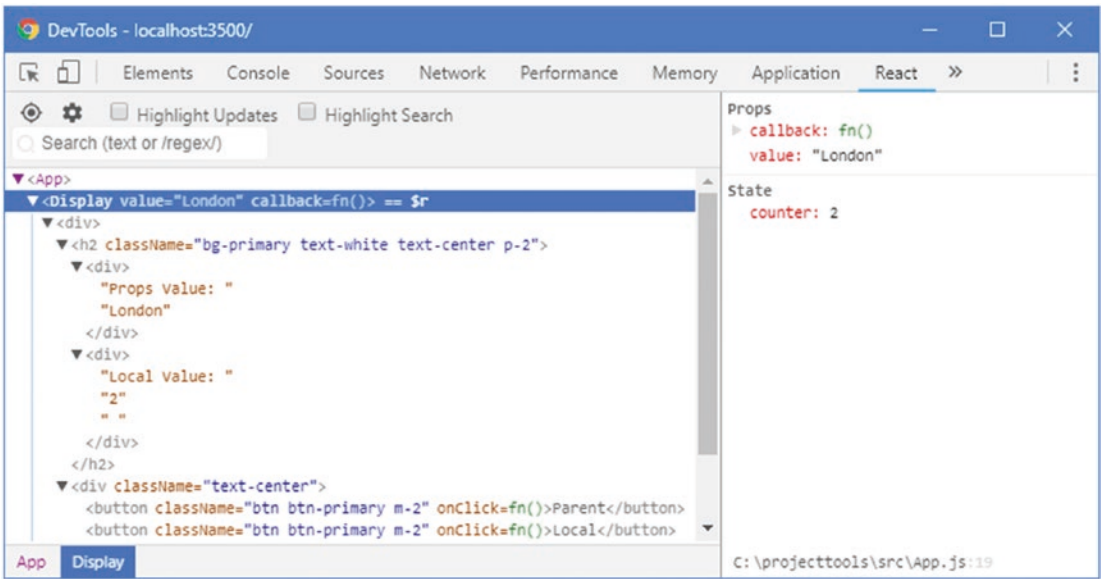 DevTools - localhost:3500/
Elements Console Sources Network Performance Memory Application React »
Highlight Updates Highlight Search
Search (text or /regex/)
<App>
<Display value="London" callback=fn()> == $r
<div>
<h2 className="bg-primary text-white text-center p-2">
<div>
"Props Value: "
"London"
</div>
<div>
"Local Value: "
"2"
" "
</div>
</h2>
<div className="text-center">
<button className="btn btn-primary m-2" onClick=fn()>Parent</button>
<button className="btn btn-primary m-2" onClick=fn()>Local</button>
App Display
Props
callback: fn()
value: "London"
State
counter: 2
C:\projecttools\src\App.js:19